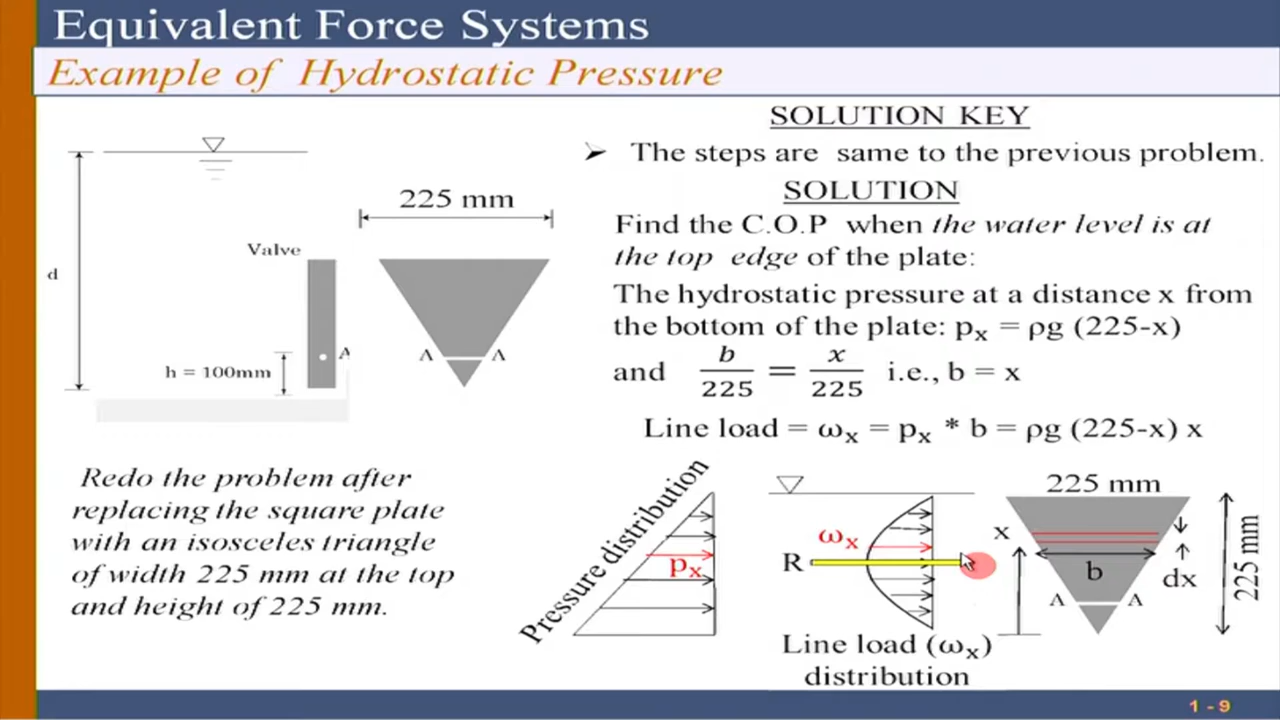 Equivalent Force Systems
Example of Hydrostatic Pressure
SOLUTION KEY
➢ The steps are same to the previous problem.
SOLUTION
Find the C.O.P when the water level is at
the top edge of the plate:
The hydrostatic pressure at a distance x from
the bottom of the plate: pₓ = ρg (225-x)
and b/225 = x/225 i.e., b = x
Line load = ωₓ = pₓ * b = ρg (225-x) x
225 mm
Valve
d
A
h = 100mm
A A
Redo the problem after
replacing the square plate
with an isosceles triangle
of width 225 mm at the top
and height of 225 mm.
Pressure distribution
pₓ
ωₓ
R
Line load (ωₓ)
distribution
225 mm
x
b
dx
A A
225 mm
1 - 9